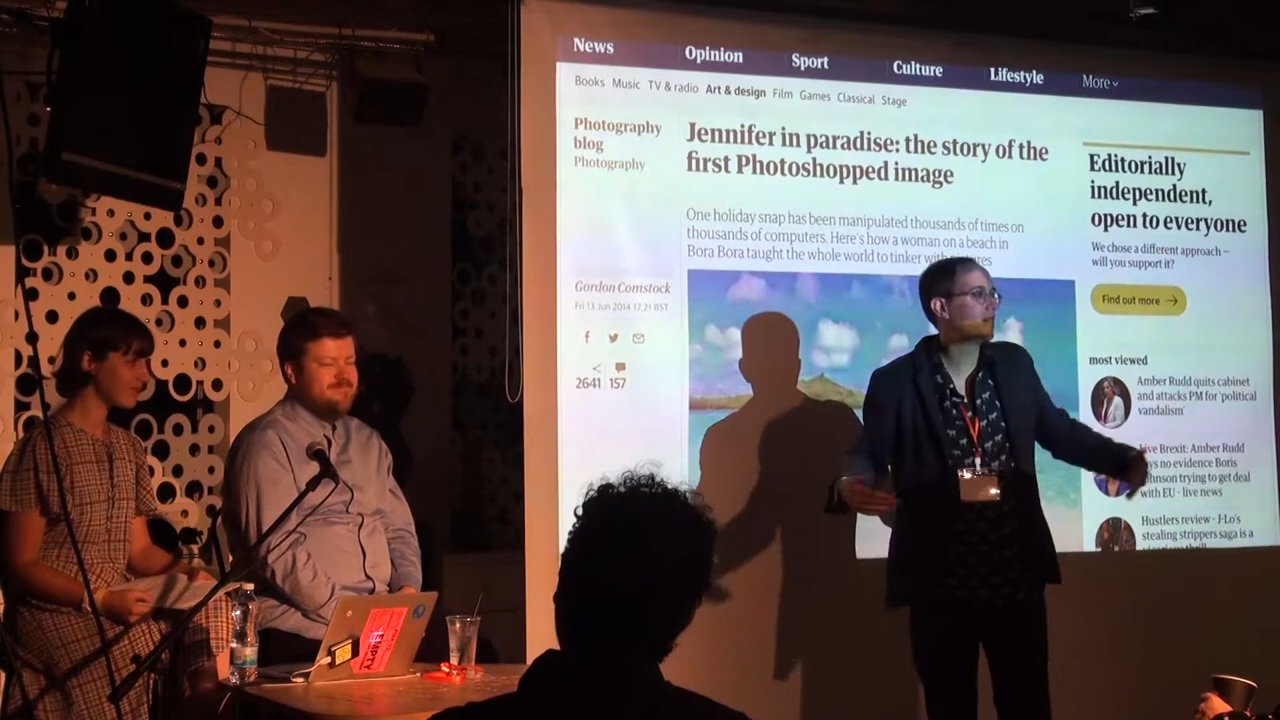 News Opinion Sport Culture Lifestyle More
Books Music TV & radio Art & design Film Games Classical Stage
Photography
blog
Photography
Jennifer in paradise: the story of the
first Photoshopped image
One holiday snap has been manipulated thousands of times on
thousands of computers. Here's how a woman on a beach in
Bora Bora taught the whole world to tinker with pictures
Gordon Comstock
Fri 13 Jun 2014 17.21 BST
2641 157
Editorially
independent,
open to everyone
We chose a different approach –
will you support it?
Find out more →
most viewed
Amber Rudd quits cabinet
and attacks PM for 'political
vandalism'
Live Brexit: Amber Rudd
says no evidence Boris
Johnson trying to get deal
with EU - live news
Hustlers review - J-Lo's
stealing strippers saga is a
EMPTY